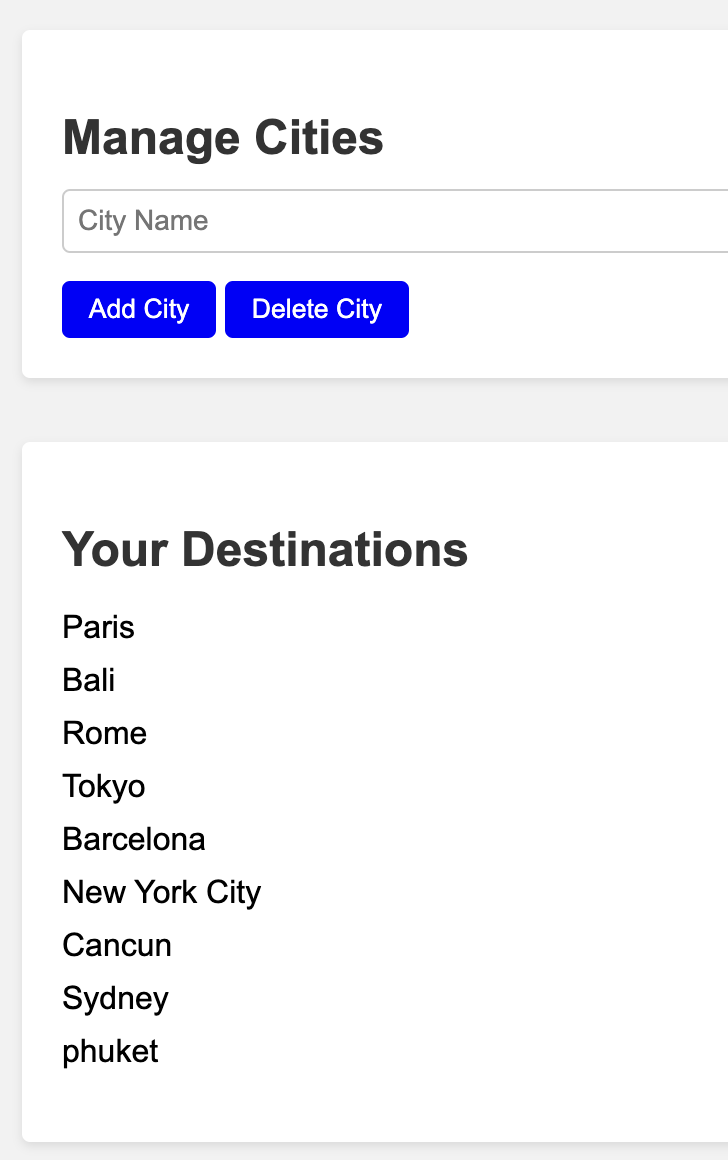 Manage Cities
City Name
Add City Delete City
Your Destinations
Paris
Bali
Rome
Tokyo
Barcelona
New York City
Cancun
Sydney
phuket